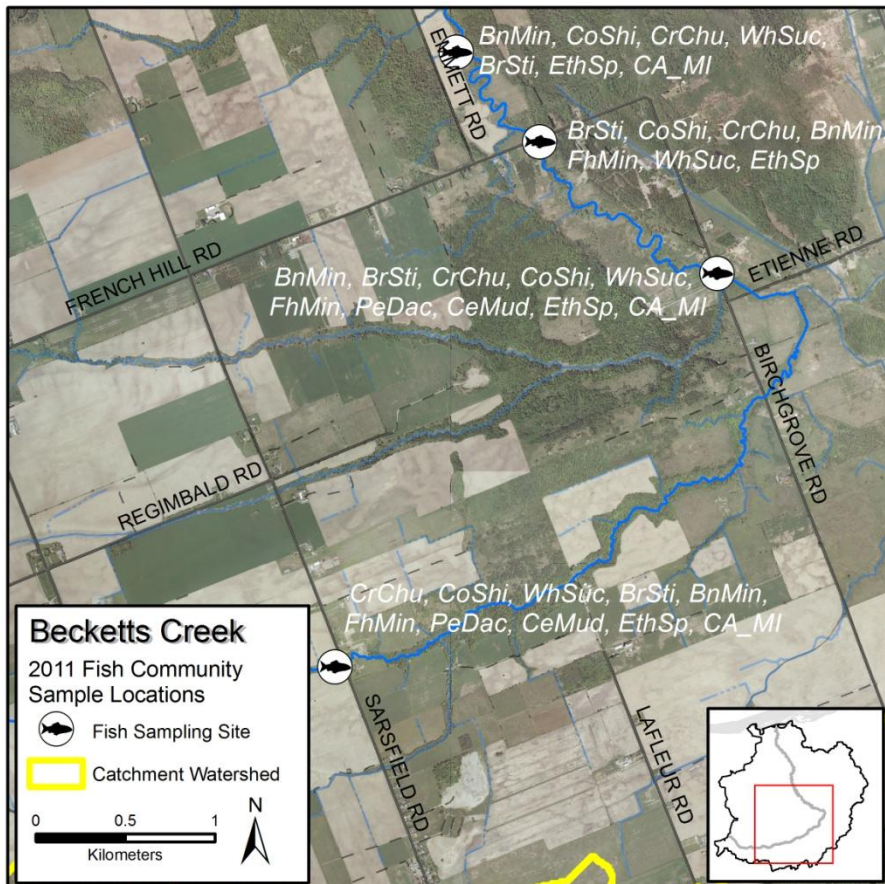 EMMETT RD
BnMin, CoShi, CrChu, WhSuc,
BrSti, EthSp, CA_MI
BrSti, CoShi, CrChu, BnMin,
FhMin, WhSuc, EthSp
FRENCH HILL RD
ETIENNE RD
BnMin, BrSti, CrChu, CoShi, WhSuc,
FhMin, PeDac, CeMud, EthSp, CA_MI
BIRCHGROVE RD
REGIMBALD RD
CrChu, CoShi, WhSuc, BrSti, BnMin,
FhMin, PeDac, CeMud, EthSp, CA_MI
SARSFIELD RD
LAFLEUR RD
Becketts Creek
2011 Fish Community
Sample Locations
Fish Sampling Site
Catchment Watershed
0 0.5 1
Kilometers
N